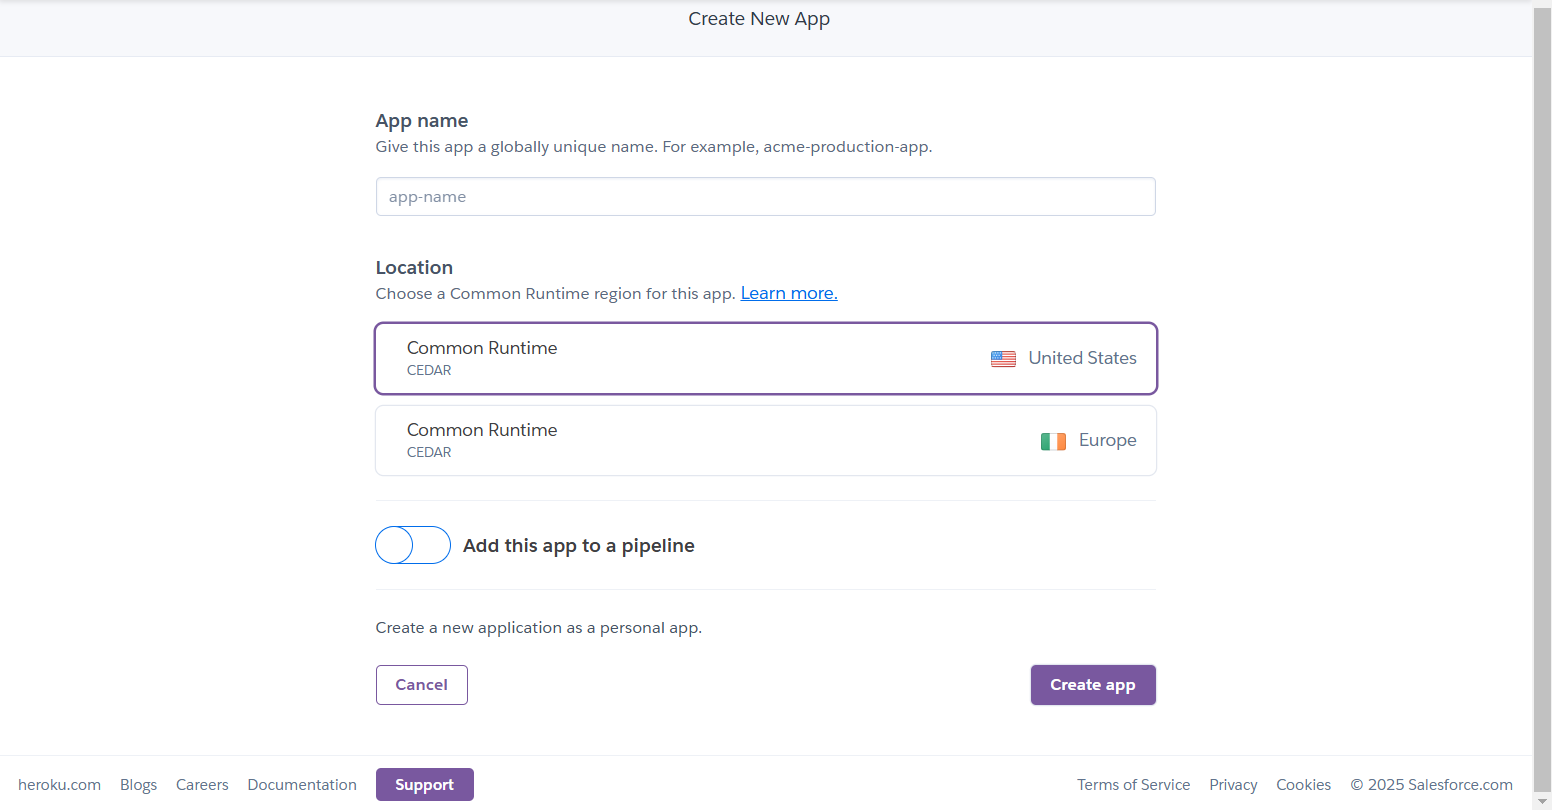 Create New App
App name
Give this app a globally unique name. For example, acme-production-app.
app-name
Location
Choose a Common Runtime region for this app. Learn more.
Common Runtime
CEDAR
United States
Common Runtime
CEDAR
Europe
Add this app to a pipeline
Create a new application as a personal app.
Cancel
Create app
heroku.com Blogs Careers Documentation Support Terms of Service Privacy Cookies © 2025 Salesforce.com